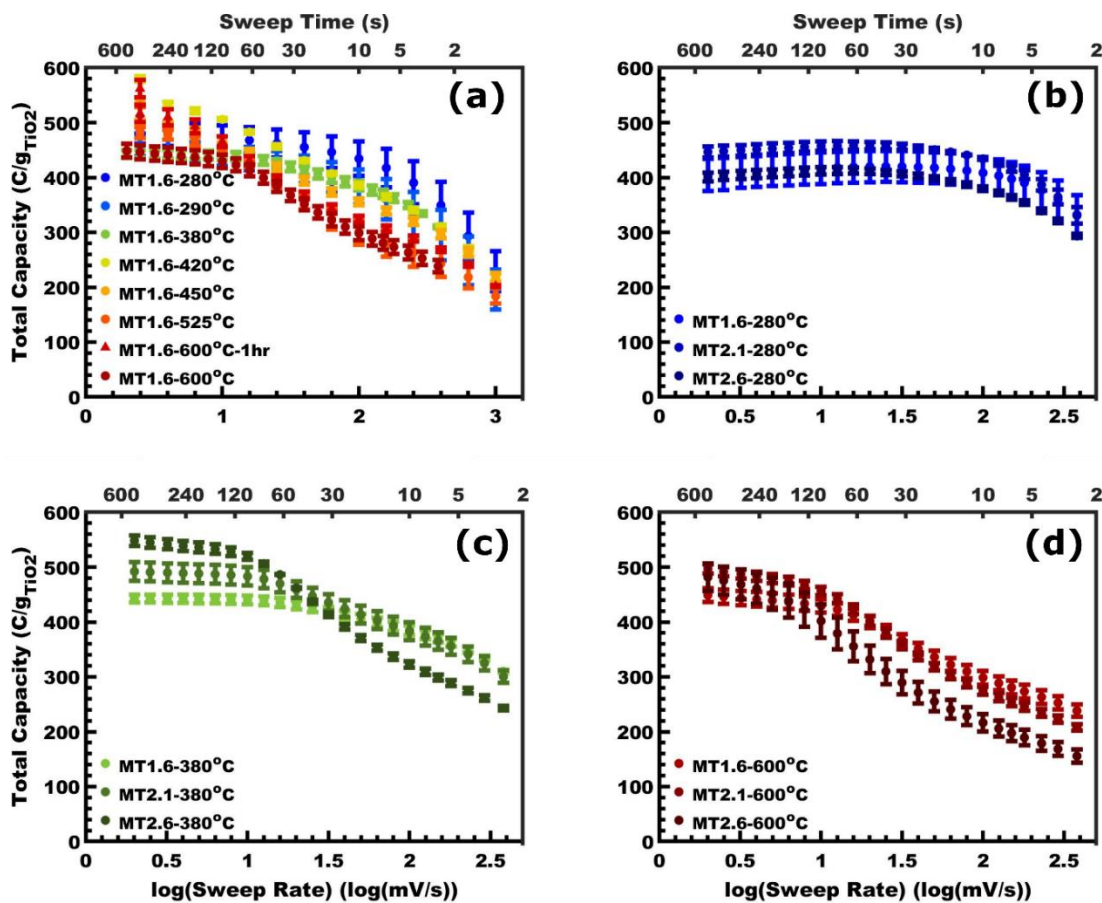 Sweep Time (s)
600 240 120 60 30 10 5 2
600
500
400
300
200
100
0
Total Capacity (C/gTiO2)
(a)
MT1.6-280°C
MT1.6-290°C
MT1.6-380°C
MT1.6-420°C
MT1.6-450°C
MT1.6-525°C
MT1.6-600°C-1hr
MT1.6-600°C
0 1 2 3
Sweep Time (s)
600 240 120 60 30 10 5 2
600
500
400
300
200
100
0
(b)
MT1.6-280°C
MT2.1-280°C
MT2.6-280°C
0 0.5 1 1.5 2 2.5
600 240 120 60 30 10 5 2
600
500
400
300
200
100
0
Total Capacity (C/gTiO2)
(c)
MT1.6-380°C
MT2.1-380°C
MT2.6-380°C
0 0.5 1 1.5 2 2.5
log(Sweep Rate) (log(mV/s))
600 240 120 60 30 10 5 2
600
500
400
300
200
100
0
(d)
MT1.6-600°C
MT2.1-600°C
MT2.6-600°C
0 0.5 1 1.5 2 2.5
log(Sweep Rate) (log(mV/s))